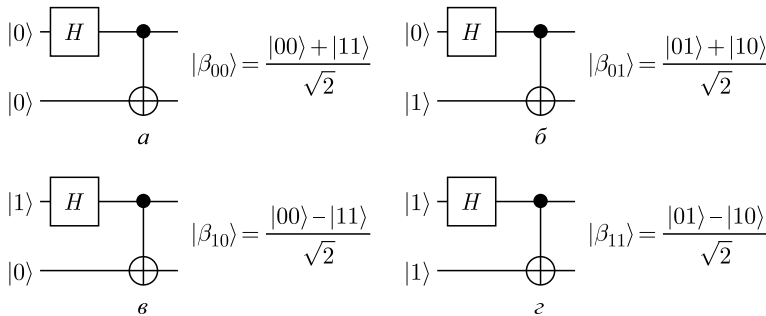 |0⟩ H |β₀₀⟩ = (|00⟩ + |11⟩)/√2
|0⟩
а
|0⟩ H |β₀₁⟩ = (|01⟩ + |10⟩)/√2
|1⟩
б
|1⟩ H |β₁₀⟩ = (|00⟩ − |11⟩)/√2
|0⟩
в
|1⟩ H |β₁₁⟩ = (|01⟩ − |10⟩)/√2
|1⟩
г